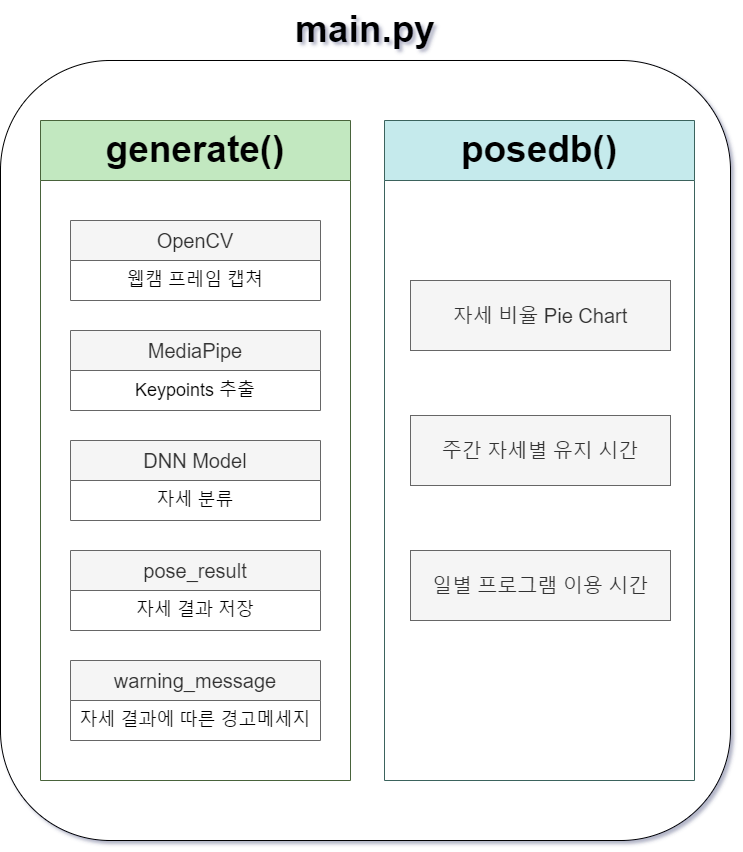 main.py
generate()
OpenCV
웹캠 프레임 캡쳐
MediaPipe
Keypoints 추출
DNN Model
자세 분류
pose_result
자세 결과 저장
warning_message
자세 결과에 따른 경고메세지
posedb()
자세 비율 Pie Chart
주간 자세별 유지 시간
일별 프로그램 이용 시간